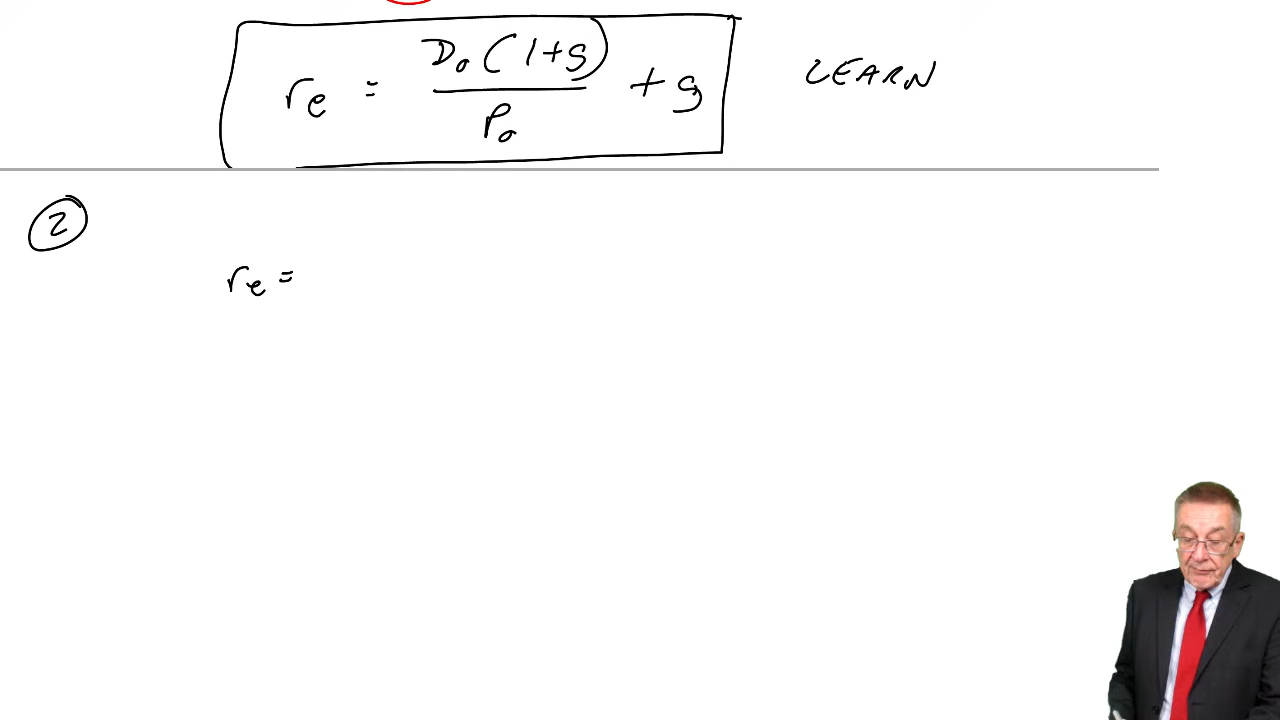 rₑ = D₀(1+g)/P₀ + g LEARN
2
rₑ =